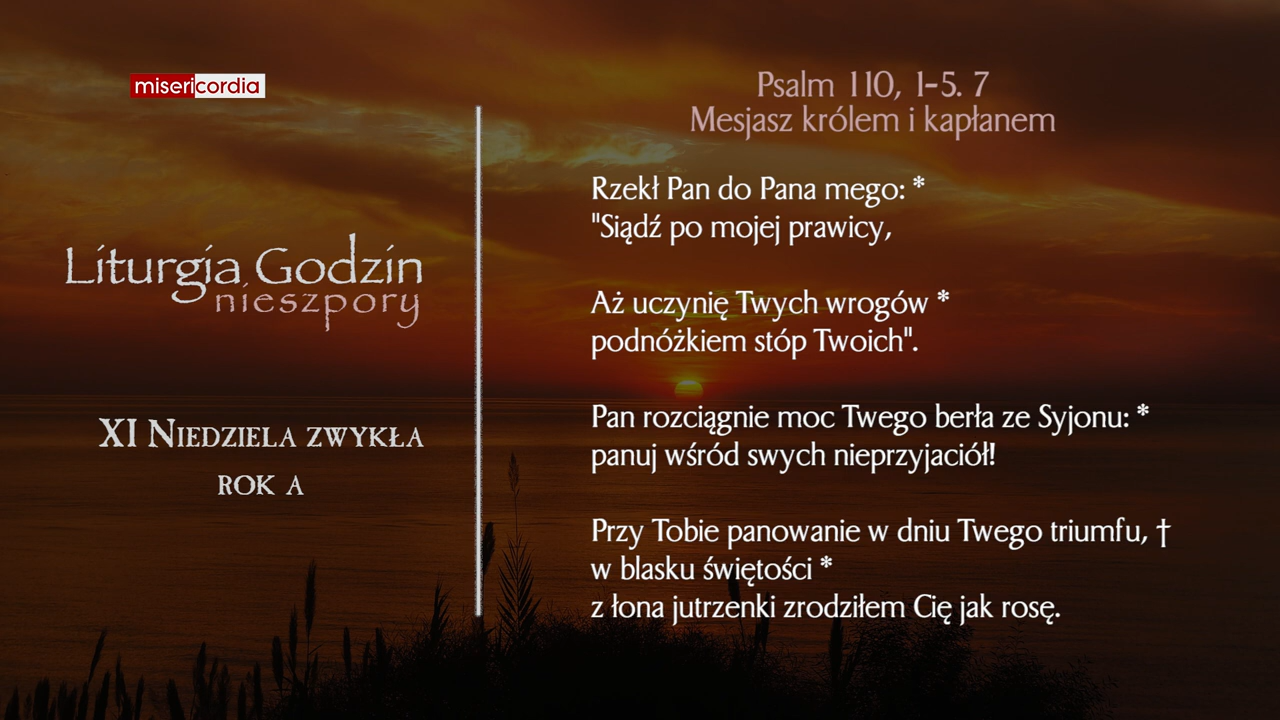 misericordia
Liturgia Godzin
nieszpory
XI Niedziela zwykła
rok A
Psalm 110, 1-5. 7
Mesjasz królem i kapłanem
Rzekł Pan do Pana mego: *
"Siądź po mojej prawicy,
Aż uczynię Twych wrogów *
podnóżkiem stóp Twoich".
Pan rozciągnie moc Twego berła ze Syjonu: *
panuj wśród swych nieprzyjaciół!
Przy Tobie panowanie w dniu Twego triumfu, †
w blasku świętości *
z łona jutrzenki zrodziłem Cię jak rosę.